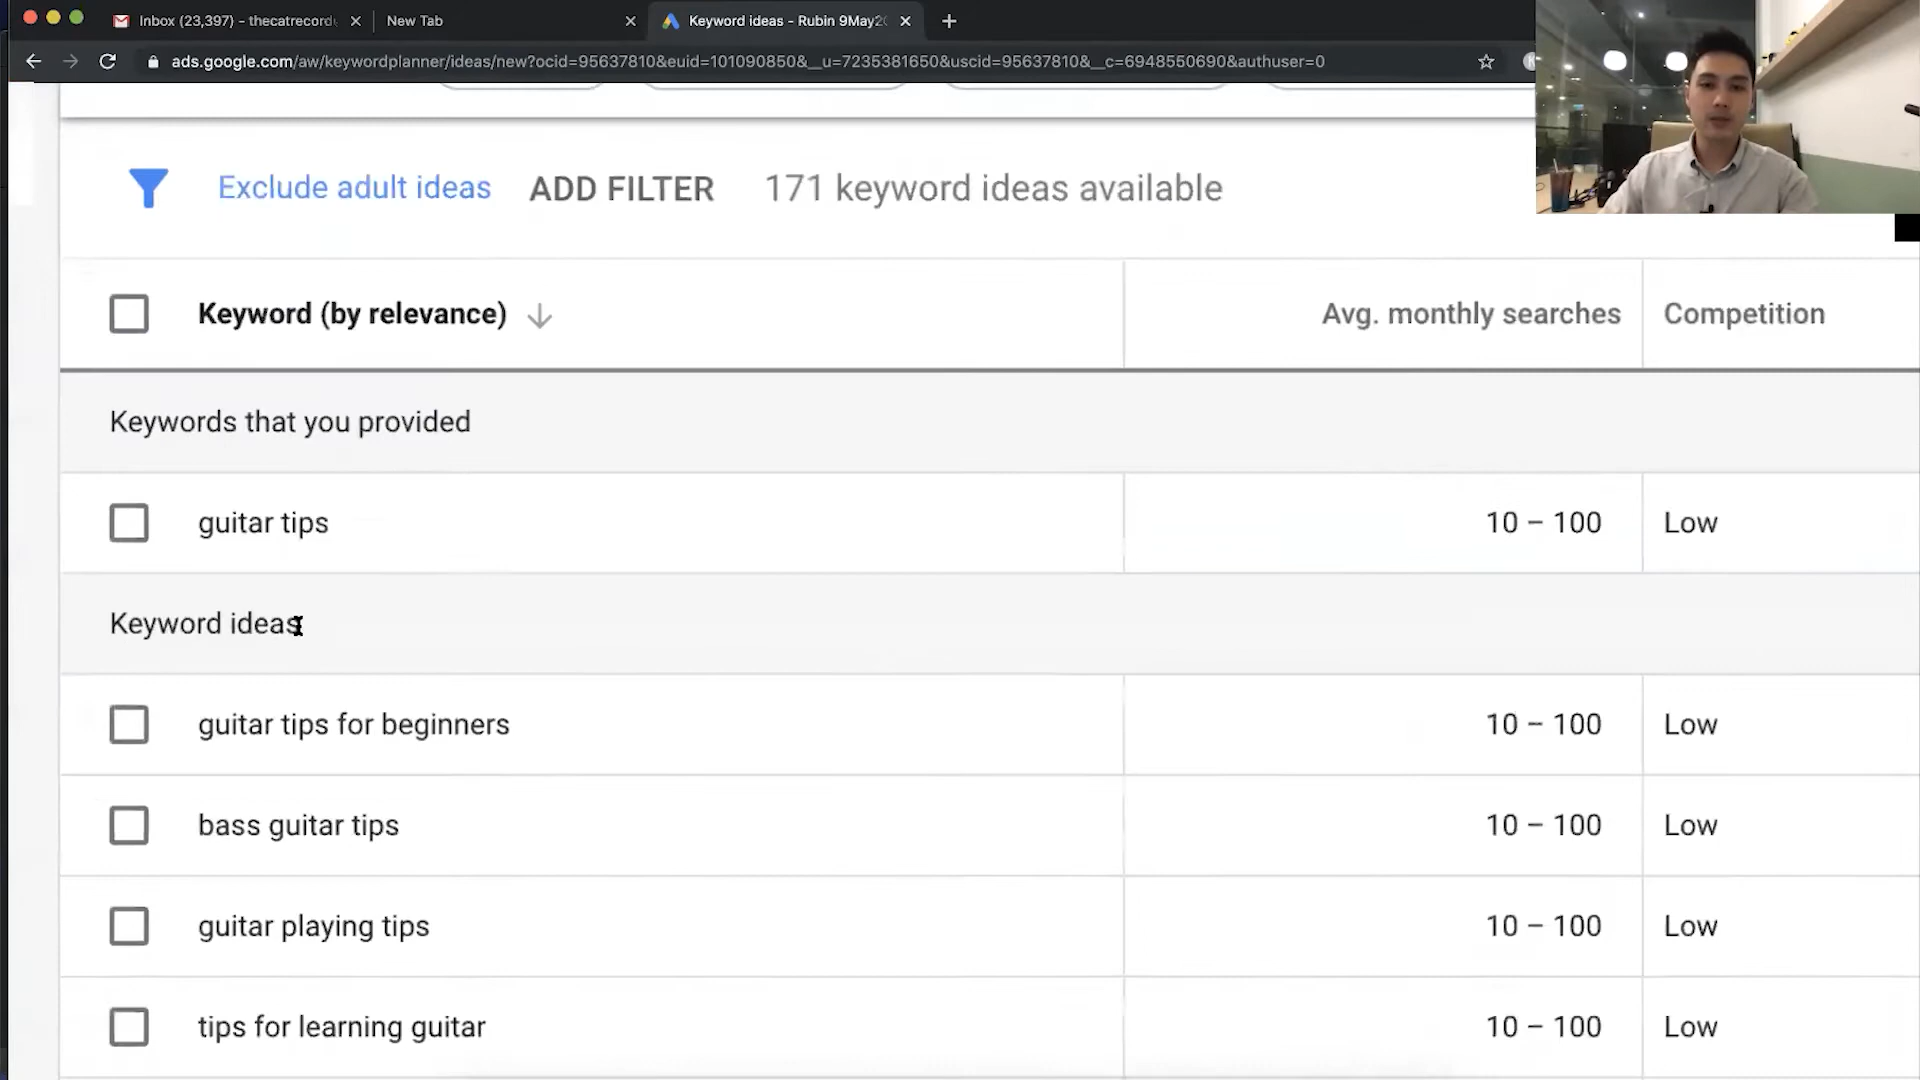 Inbox (23,397) - thecatrecord
New Tab
Keyword ideas - Rubin 9May20
ads.google.com/aw/keywordplanner/ideas/new?ocid=95637810&euid=101090850&__u=7235381650&uscid=95637810&__c=6948550690&authuser=0
Exclude adult ideas ADD FILTER 171 keyword ideas available
Keyword (by relevance) Avg. monthly searches Competition
Keywords that you provided
guitar tips 10 – 100 Low
Keyword ideas
guitar tips for beginners 10 – 100 Low
bass guitar tips 10 – 100 Low
guitar playing tips 10 – 100 Low
tips for learning guitar 10 – 100 Low